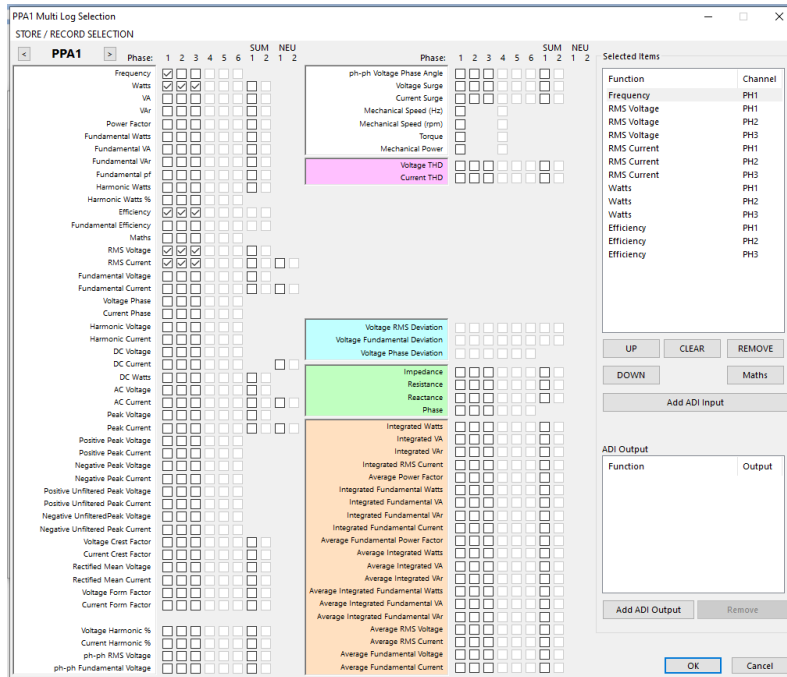 PPA1 Multi Log Selection
STORE / RECORD SELECTION
< PPA1 > Phase: 1 2 3 4 5 6 SUM 1 2 NEU 1 2
Frequency
Watts
VA
VAr
Power Factor
Fundamental Watts
Fundamental VA
Fundamental VAr
Fundamental pf
Harmonic Watts
Harmonic Watts %
Efficiency
Fundamental Efficiency
Maths
RMS Voltage
RMS Current
Fundamental Voltage
Fundamental Current
Voltage Phase
Current Phase
Harmonic Voltage
Harmonic Current
DC Voltage
DC Current
DC Watts
AC Voltage
AC Current
Peak Voltage
Peak Current
Positive Peak Voltage
Positive Peak Current
Negative Peak Voltage
Negative Peak Current
Positive Unfiltered Peak Voltage
Positive Unfiltered Peak Current
Negative UnfilteredPeak Voltage
Negative Unfiltered Peak Current
Voltage Crest Factor
Current Crest Factor
Rectified Mean Voltage
Rectified Mean Current
Voltage Form Factor
Current Form Factor
Voltage Harmonic %
Current Harmonic %
ph-ph RMS Voltage
ph-ph Fundamental Voltage
Phase: 1 2 3 4 5 6 SUM 1 2 NEU 1 2
ph-ph Voltage Phase Angle
Voltage Surge
Current Surge
Mechanical Speed (Hz)
Mechanical Speed (rpm)
Torque
Mechanical Power
Voltage THD
Current THD
Voltage RMS Deviation
Voltage Fundamental Deviation
Voltage Phase Deviation
Impedance
Resistance
Reactance
Phase
Integrated Watts
Integrated VA
Integrated VAr
Integrated RMS Current
Average Power Factor
Integrated Fundamental Watts
Integrated Fundamental VA
Integrated Fundamental VAr
Integrated Fundamental Current
Average Fundamental Power Factor
Average Integrated Watts
Average Integrated VA
Average Integrated VAr
Average Integrated Fundamental Watts
Average Integrated Fundamental VA
Average Integrated Fundamental VAr
Average RMS Voltage
Average RMS Current
Average Fundamental Voltage
Average Fundamental Current
Selected Items
Function Channel
Frequency PH1
RMS Voltage PH1
RMS Voltage PH2
RMS Voltage PH3
RMS Current PH1
RMS Current PH2
RMS Current PH3
Watts PH1
Watts PH2
Watts PH3
Efficiency PH1
Efficiency PH2
Efficiency PH3
UP CLEAR REMOVE
DOWN Maths
Add ADI Input
ADI Output
Function Output
Add ADI Output Remove
OK Cancel